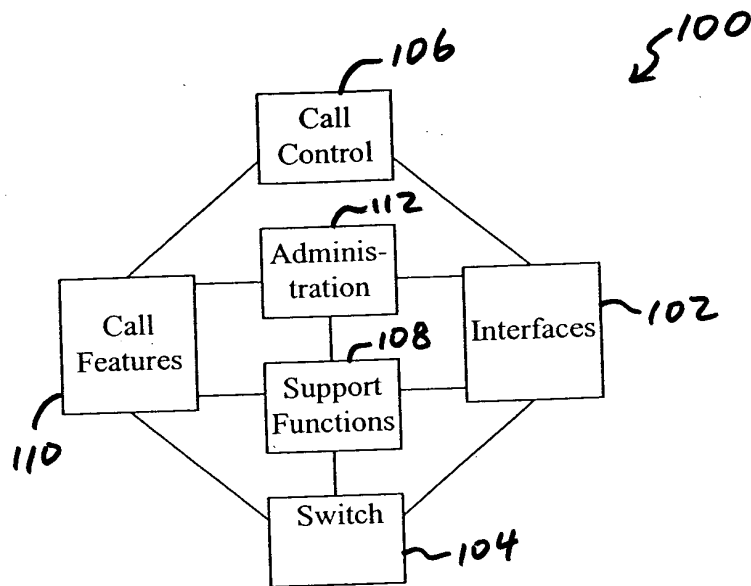 100
106
Call
Control
112
Adminis-
tration
Call
Features
Interfaces
102
108
Support
Functions
110
Switch
104